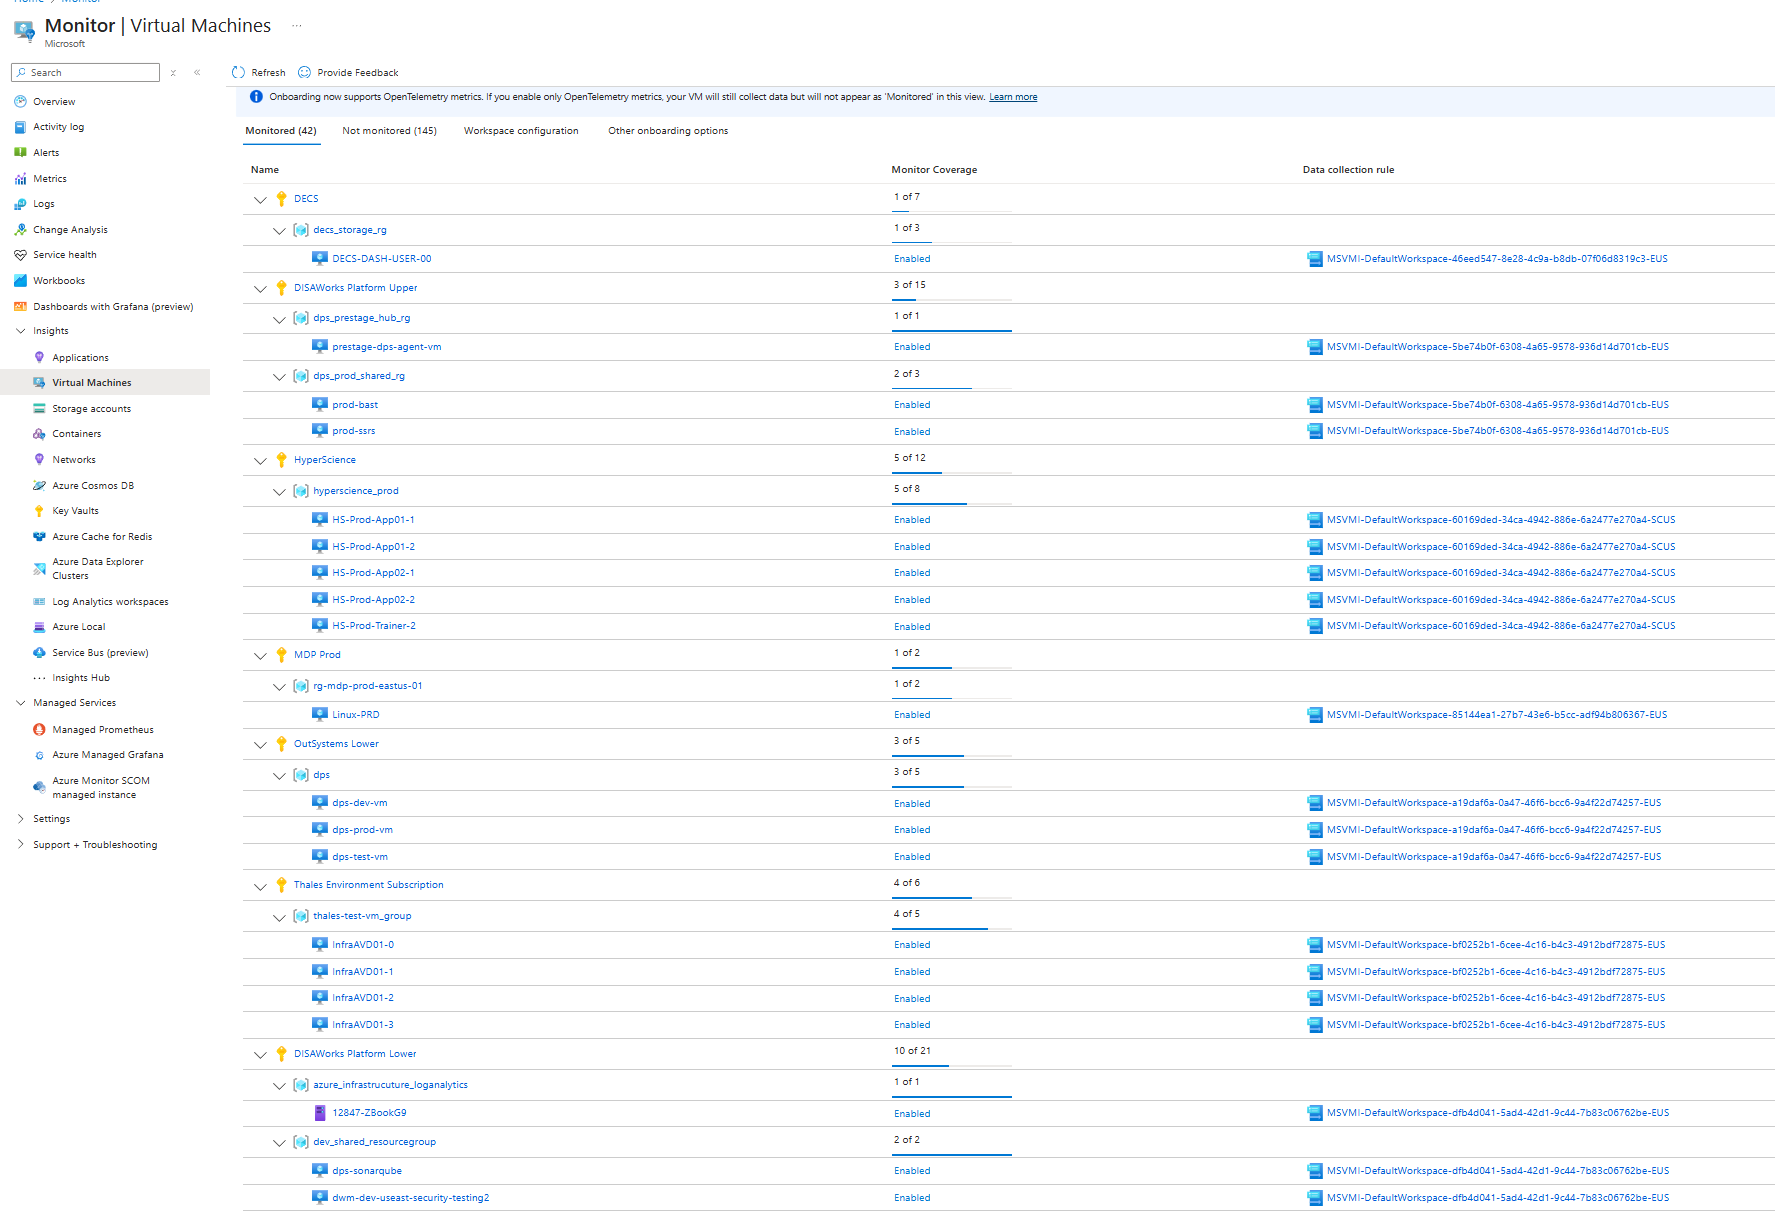 Home > Monitor
Monitor | Virtual Machines ...
Microsoft
Search
Refresh
Provide Feedback
Onboarding now supports OpenTelemetry metrics. If you enable only OpenTelemetry metrics, your VM will still collect data but will not appear as 'Monitored' in this view. Learn more
Overview
Activity log
Alerts
Metrics
Logs
Change Analysis
Service health
Workbooks
Dashboards with Grafana (preview)
Insights
Applications
Virtual Machines
Storage accounts
Containers
Networks
Azure Cosmos DB
Key Vaults
Azure Cache for Redis
Azure Data Explorer
Clusters
Log Analytics workspaces
Azure Local
Service Bus (preview)
Insights Hub
Managed Services
Managed Prometheus
Azure Managed Grafana
Azure Monitor SCOM
managed instance
Settings
Support + Troubleshooting
Monitored (42) Not monitored (145) Workspace configuration Other onboarding options
Name Monitor Coverage Data collection rule
DECS 1 of 7
decs_storage_rg 1 of 3
DECS-DASH-USER-00 Enabled MSVMI-DefaultWorkspace-46eed547-8e28-4c9a-b8db-07f06d8319c3-EUS
DISAWorks Platform Upper 3 of 15
dps_prestage_hub_rg 1 of 1
prestage-dps-agent-vm Enabled MSVMI-DefaultWorkspace-5be74b0f-6308-4a65-9578-936d14d701cb-EUS
dps_prod_shared_rg 2 of 3
prod-bast Enabled MSVMI-DefaultWorkspace-5be74b0f-6308-4a65-9578-936d14d701cb-EUS
prod-ssrs Enabled MSVMI-DefaultWorkspace-5be74b0f-6308-4a65-9578-936d14d701cb-EUS
HyperScience 5 of 12
hyperscience_prod 5 of 8
HS-Prod-App01-1 Enabled MSVMI-DefaultWorkspace-60169ded-34ca-4942-886e-6a2477e270a4-SCUS
HS-Prod-App01-2 Enabled MSVMI-DefaultWorkspace-60169ded-34ca-4942-886e-6a2477e270a4-SCUS
HS-Prod-App02-1 Enabled MSVMI-DefaultWorkspace-60169ded-34ca-4942-886e-6a2477e270a4-SCUS
HS-Prod-App02-2 Enabled MSVMI-DefaultWorkspace-60169ded-34ca-4942-886e-6a2477e270a4-SCUS
HS-Prod-Trainer-2 Enabled MSVMI-DefaultWorkspace-60169ded-34ca-4942-886e-6a2477e270a4-SCUS
MDP Prod 1 of 2
rg-mdp-prod-eastus-01 1 of 2
Linux-PRD Enabled MSVMI-DefaultWorkspace-85144ea1-27b7-43e6-b5cc-adf94b806367-EUS
OutSystems Lower 3 of 5
dps 3 of 5
dps-dev-vm Enabled MSVMI-DefaultWorkspace-a19daf6a-0a47-46f6-bcc6-9a4f22d74257-EUS
dps-prod-vm Enabled MSVMI-DefaultWorkspace-a19daf6a-0a47-46f6-bcc6-9a4f22d74257-EUS
dps-test-vm Enabled MSVMI-DefaultWorkspace-a19daf6a-0a47-46f6-bcc6-9a4f22d74257-EUS
Thales Environment Subscription 4 of 6
thales-test-vm_group 4 of 5
InfraAVD01-0 Enabled MSVMI-DefaultWorkspace-bf0252b1-6cee-4c16-b4c3-4912bdf72875-EUS
InfraAVD01-1 Enabled MSVMI-DefaultWorkspace-bf0252b1-6cee-4c16-b4c3-4912bdf72875-EUS
InfraAVD01-2 Enabled MSVMI-DefaultWorkspace-bf0252b1-6cee-4c16-b4c3-4912bdf72875-EUS
InfraAVD01-3 Enabled MSVMI-DefaultWorkspace-bf0252b1-6cee-4c16-b4c3-4912bdf72875-EUS
DISAWorks Platform Lower 10 of 21
azure_infrastrucuture_loganalytics 1 of 1
12847-ZBookG9 Enabled MSVMI-DefaultWorkspace-dfb4d041-5ad4-42d1-9c44-7b83c06762be-EUS
dev_shared_resourcegroup 2 of 2
dps-sonarqube Enabled MSVMI-DefaultWorkspace-dfb4d041-5ad4-42d1-9c44-7b83c06762be-EUS
dwm-dev-useast-security-testing2 Enabled MSVMI-DefaultWorkspace-dfb4d041-5ad4-42d1-9c44-7b83c06762be-EUS